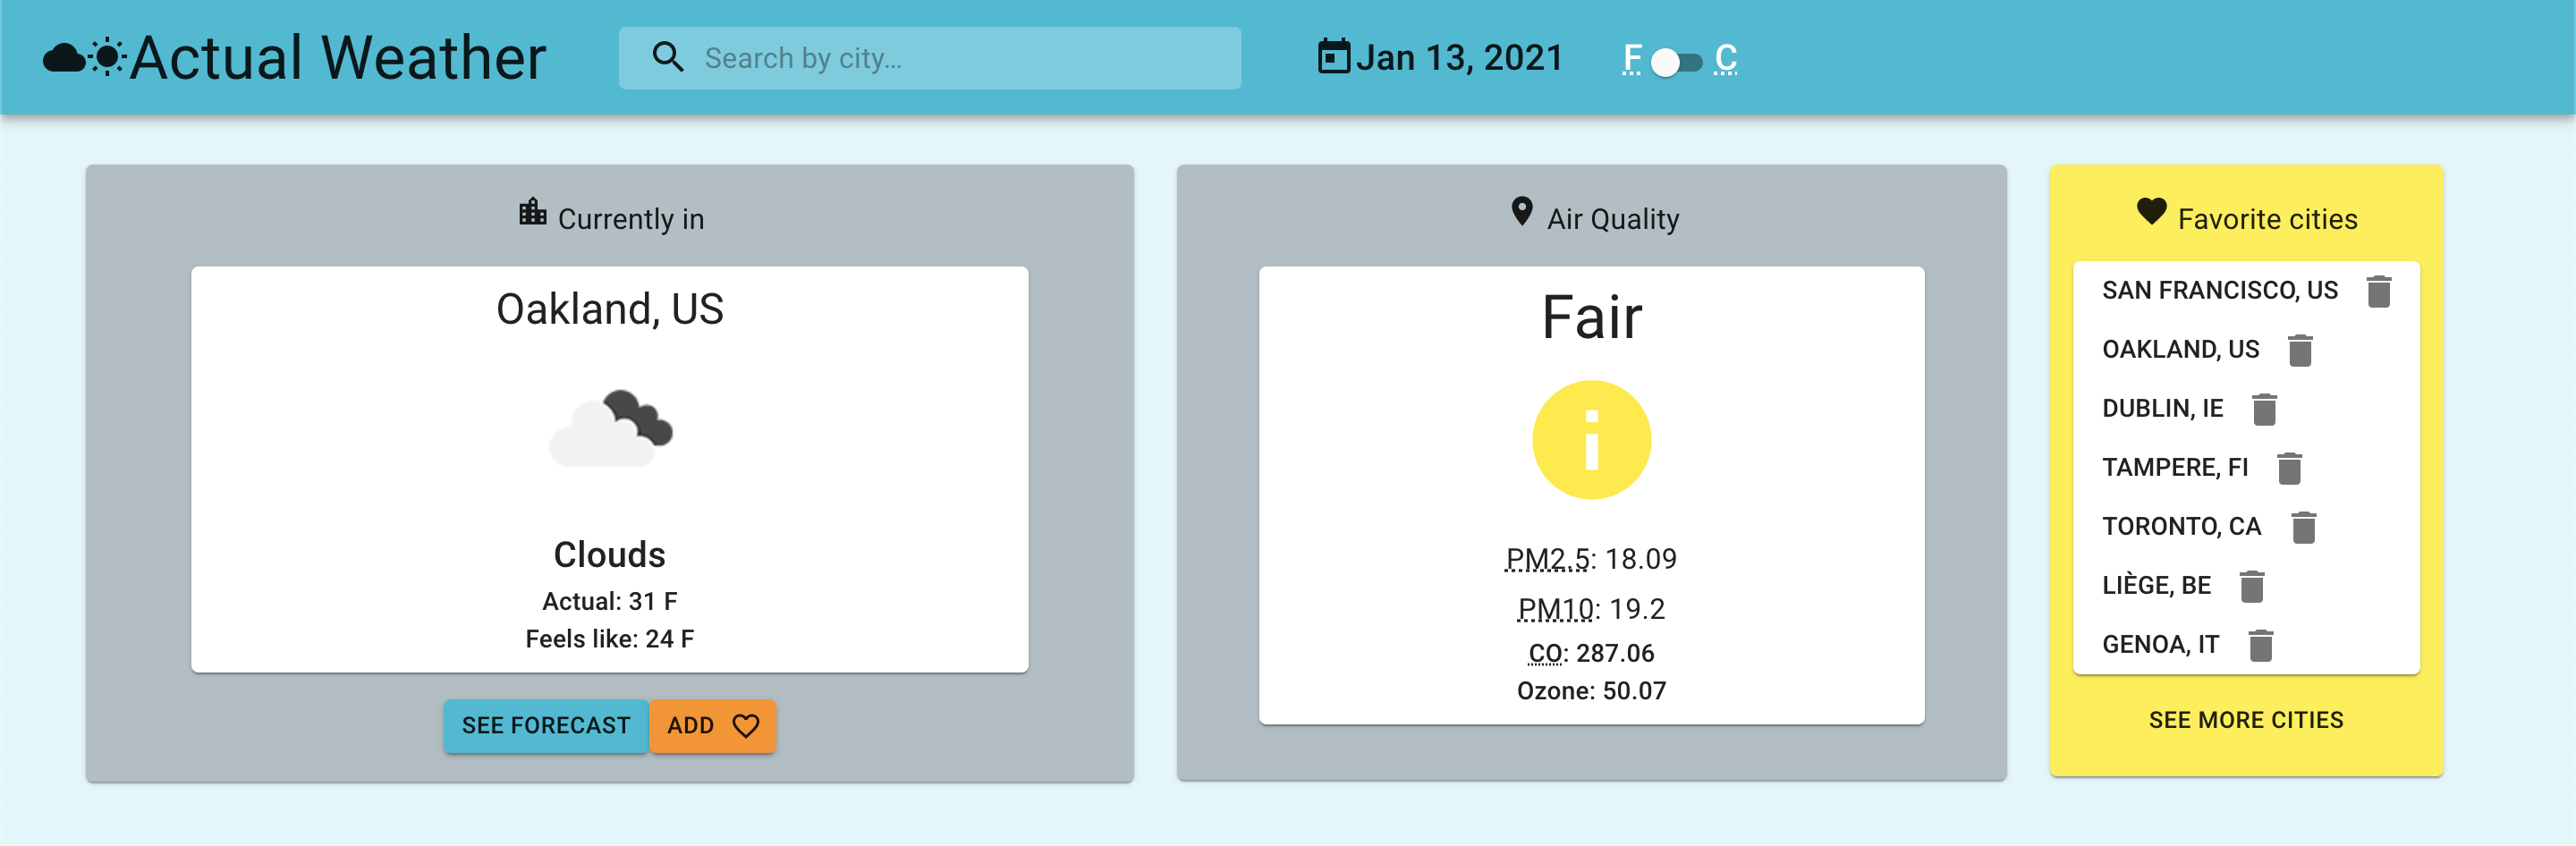 Actual Weather
Search by city...
Jan 13, 2021
F C
Currently in
Oakland, US
Clouds
Actual: 31 F
Feels like: 24 F
SEE FORECAST
ADD
Air Quality
Fair
i
PM2.5: 18.09
PM10: 19.2
CO: 287.06
Ozone: 50.07
Favorite cities
SAN FRANCISCO, US
OAKLAND, US
DUBLIN, IE
TAMPERE, FI
TORONTO, CA
LIÈGE, BE
GENOA, IT
SEE MORE CITIES